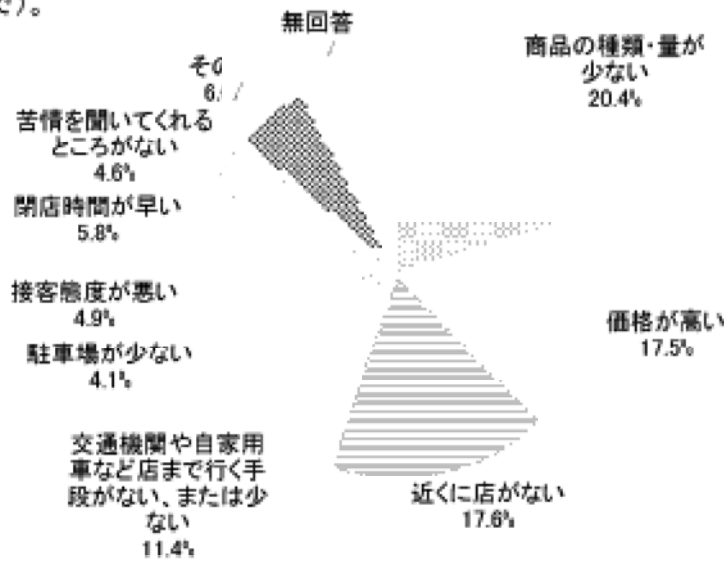 で)。
無回答
商品の種類・量が
少ない
20.4%
その
6.
苦情を聞いてくれる
ところがない
4.6%
閉店時間が早い
5.8%
接客態度が悪い
4.9%
価格が高い
17.5%
駐車場が少ない
4.1%
交通機関や自家用
車など店まで行く手
段がない、または少
ない
11.4%
近くに店がない
17.6%